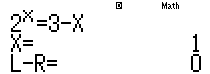 D Math
2^x=3-X
X= 1
L-R= 0